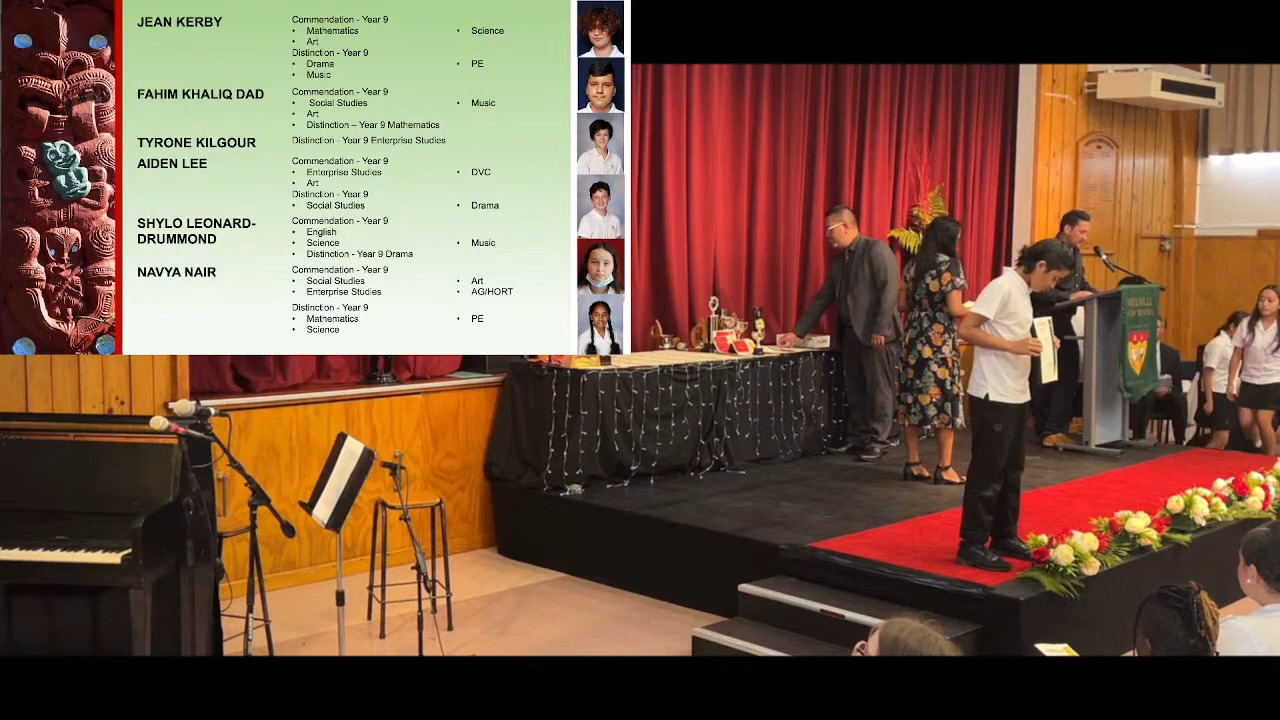 JEAN KERBY
Commendation - Year 9
• Mathematics • Science
• Art
Distinction - Year 9
• Drama • PE
• Music
FAHIM KHALIQ DAD
Commendation - Year 9
• Social Studies • Music
• Art
• Distinction – Year 9 Mathematics
TYRONE KILGOUR
Distinction - Year 9 Enterprise Studies
AIDEN LEE
Commendation - Year 9
• Enterprise Studies • DVC
• Art
Distinction - Year 9
• Social Studies • Drama
SHYLO LEONARD-
DRUMMOND
Commendation - Year 9
• English
• Science • Music
• Distinction - Year 9 Drama
NAVYA NAIR
Commendation - Year 9
• Social Studies • Art
• Enterprise Studies • AG/HORT
Distinction - Year 9
• Mathematics • PE
• Science
MELVILLE
HIGH SCHOOL